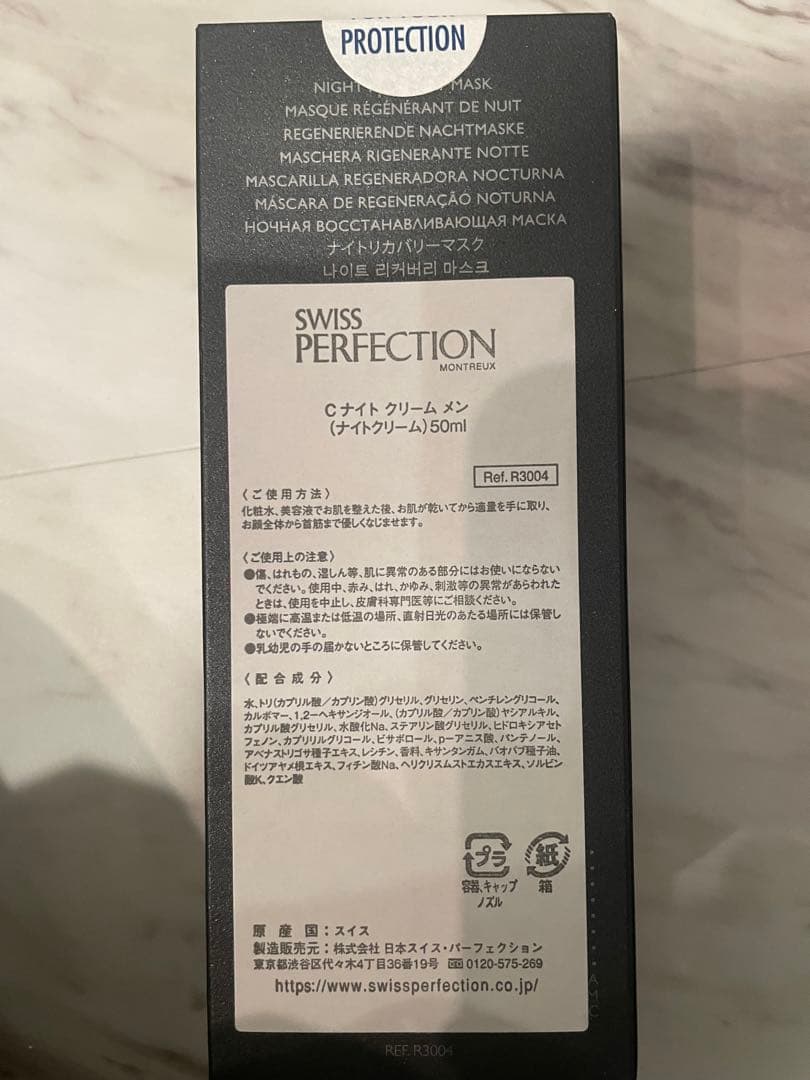 PROTECTION
NIGHT MASK
MASQUE RÉGÉNÉRANT DE NUIT
REGENERIERENDE NACHTMASKE
MASCHERA RIGENERANTE NOTTE
MASCARILLA REGENERADORA NOCTURNA
MÁSCARA DE REGENERAÇÃO NOTURNA
НОЧНАЯ ВОССТАНАВЛИВАЮЩАЯ МАСКА
ナイトリカバリーマスク
나이트 리커버리 마스크
SWISS
PERFECTION
MONTREUX
C ナイト クリーム メン
(ナイトクリーム)50ml
Ref. R3004
〈ご使用方法〉
化粧水、美容液でお肌を整えた後、お肌が乾いてから適量を手に取り、
お顔全体から首筋まで優しくなじませます。
〈ご使用上の注意〉
●傷、はれもの、湿しん等、肌に異常のある部分にはお使いにならない
でください。使用中、赤み、はれ、かゆみ、刺激等の異常があらわれた
ときは、使用を中止し、皮膚科専門医等にご相談ください。
●極端に高温または低温の場所、直射日光のあたる場所には保管し
ないでください。
●乳幼児の手の届かないところに保管してください。
〈配合成分〉
水、トリ(カプリル酸/カプリン酸)グリセリル、グリセリン、ペンチレングリコール、
カルボマー、1,2ーヘキサンジオール、(カプリル酸/カプリン酸)ヤシアルキル、
カプリル酸グリセリル、水酸化Na、ステアリン酸グリセリル、ヒドロキシアセト
フェノン、カプリリルグリコール、ビサボロール、pーアニス酸、パンテノール、
アベナストリゴサ種子エキス、レシチン、香料、キサンタンガム、バオバブ種子油、
ドイツアヤメ根エキス、フィチン酸Na、ヘリクリスムストエカスエキス、ソルビン
酸K、クエン酸
プラ
紙
容器、キャップ
ノズル
箱
原産国:スイス
製造販売元:株式会社 日本スイス・パーフェクション
東京都渋谷区代々木4丁目36番19号 0120-575-269
https://www.swissperfection.co.jp/
REF. R3004